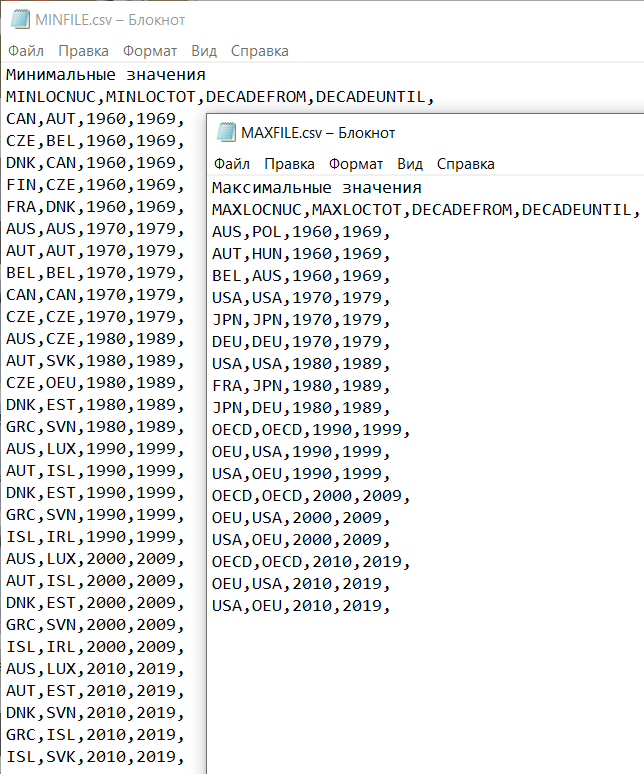 MINFILE.csv – Блокнот
Файл Правка Формат Вид Справка
Минимальные значения
MINLOCNUC,MINLOCTOT,DECADEFROM,DECADEUNTIL,
CAN,AUT,1960,1969,
CZE,BEL,1960,1969,
DNK,CAN,1960,1969,
FIN,CZE,1960,1969,
FRA,DNK,1960,1969,
AUS,AUS,1970,1979,
AUT,AUT,1970,1979,
BEL,BEL,1970,1979,
CAN,CAN,1970,1979,
CZE,CZE,1970,1979,
AUS,CZE,1980,1989,
AUT,SVK,1980,1989,
CZE,OEU,1980,1989,
DNK,EST,1980,1989,
GRC,SVN,1980,1989,
AUS,LUX,1990,1999,
AUT,ISL,1990,1999,
DNK,EST,1990,1999,
GRC,SVN,1990,1999,
ISL,IRL,1990,1999,
AUS,LUX,2000,2009,
AUT,ISL,2000,2009,
DNK,EST,2000,2009,
GRC,SVN,2000,2009,
ISL,IRL,2000,2009,
AUS,LUX,2010,2019,
AUT,EST,2010,2019,
DNK,SVN,2010,2019,
GRC,ISL,2010,2019,
ISL,SVK,2010,2019,
MAXFILE.csv – Блокнот
Файл Правка Формат Вид Справка
Максимальные значения
MAXLOCNUC,MAXLOCTOT,DECADEFROM,DECADEUNTIL,
AUS,POL,1960,1969,
AUT,HUN,1960,1969,
BEL,AUS,1960,1969,
USA,USA,1970,1979,
JPN,JPN,1970,1979,
DEU,DEU,1970,1979,
USA,USA,1980,1989,
FRA,JPN,1980,1989,
JPN,DEU,1980,1989,
OECD,OECD,1990,1999,
OEU,USA,1990,1999,
USA,OEU,1990,1999,
OECD,OECD,2000,2009,
OEU,USA,2000,2009,
USA,OEU,2000,2009,
OECD,OECD,2010,2019,
OEU,USA,2010,2019,
USA,OEU,2010,2019,